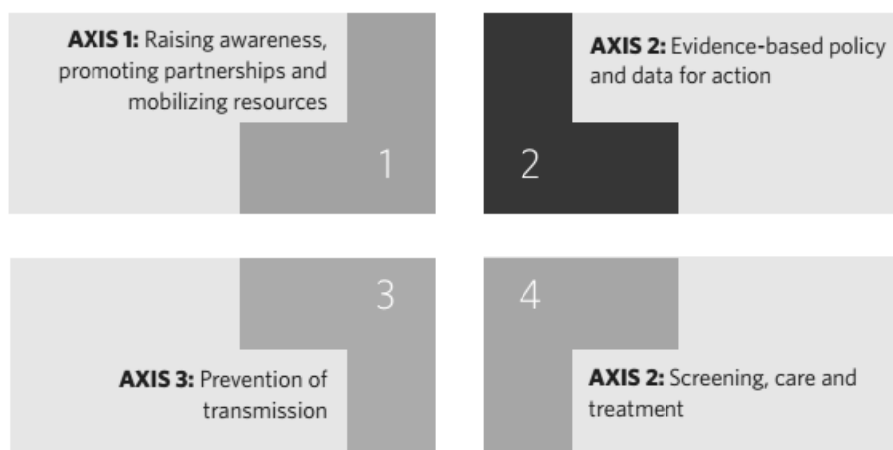 AXIS 1: Raising awareness,
promoting partnerships and
mobilizing resources
1
AXIS 2: Evidence-based policy
and data for action
2
3
AXIS 3: Prevention of
transmission
4
AXIS 2: Screening, care and
treatment